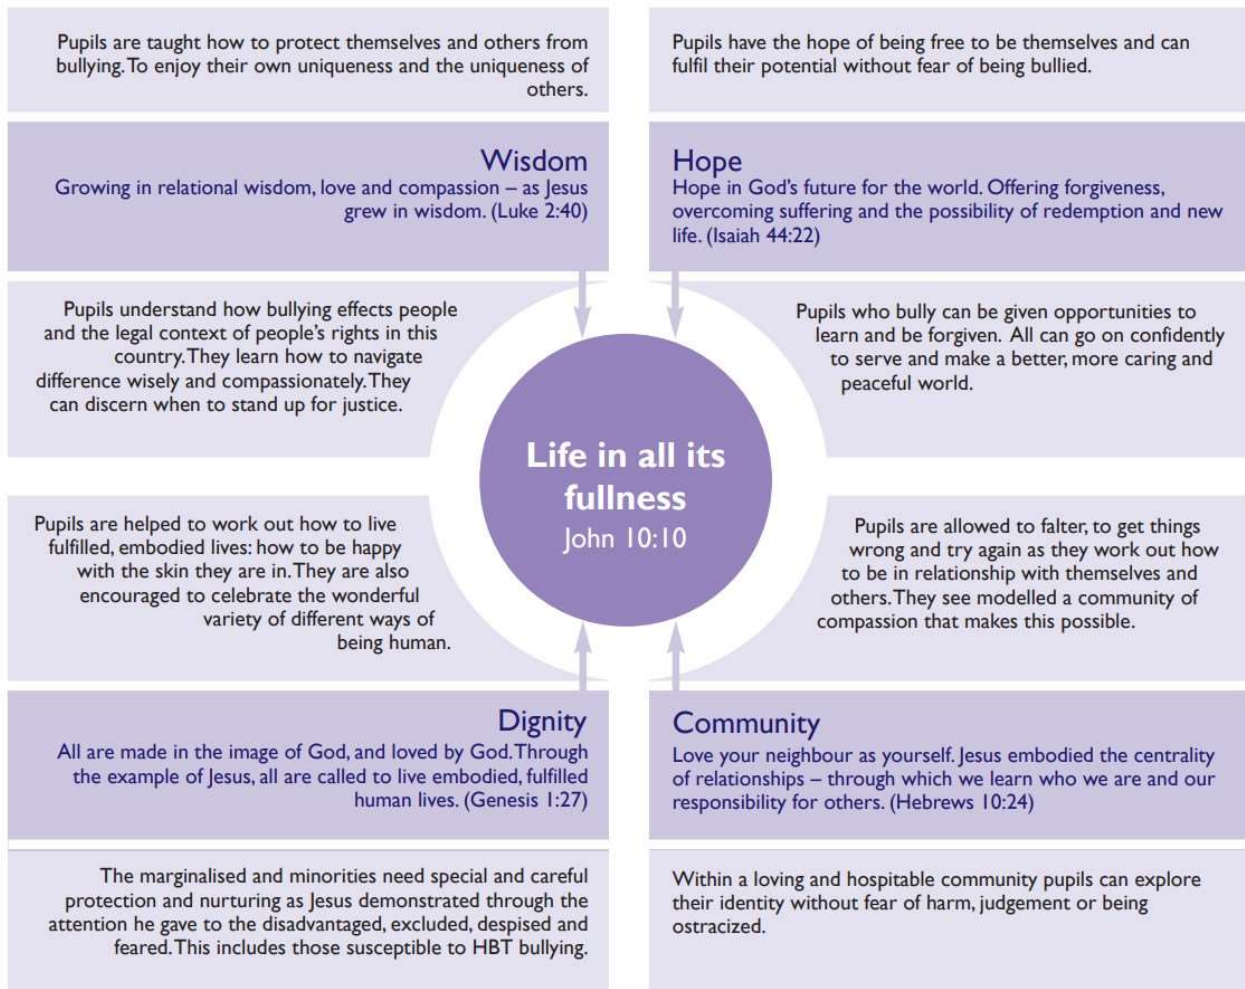 Pupils are taught how to protect themselves and others from
bullying. To enjoy their own uniqueness and the uniqueness of
others.
Pupils have the hope of being free to be themselves and can
fulfil their potential without fear of being bullied.
Wisdom
Growing in relational wisdom, love and compassion – as Jesus
grew in wisdom. (Luke 2:40)
Hope
Hope in God's future for the world. Offering forgiveness,
overcoming suffering and the possibility of redemption and new
life. (Isaiah 44:22)
Pupils understand how bullying effects people
and the legal context of people's rights in this
country. They learn how to navigate
difference wisely and compassionately. They
can discern when to stand up for justice.
Pupils who bully can be given opportunities to
learn and be forgiven. All can go on confidently
to serve and make a better, more caring and
peaceful world.
Life in all its
fullness
John 10:10
Pupils are helped to work out how to live
fulfilled, embodied lives: how to be happy
with the skin they are in. They are also
encouraged to celebrate the wonderful
variety of different ways of
being human.
Pupils are allowed to falter, to get things
wrong and try again as they work out how
to be in relationship with themselves and
others. They see modelled a community of
compassion that makes this possible.
Dignity
All are made in the image of God, and loved by God. Through
the example of Jesus, all are called to live embodied, fulfilled
human lives. (Genesis 1:27)
Community
Love your neighbour as yourself. Jesus embodied the centrality
of relationships – through which we learn who we are and our
responsibility for others. (Hebrews 10:24)
The marginalised and minorities need special and careful
protection and nurturing as Jesus demonstrated through the
attention he gave to the disadvantaged, excluded, despised and
feared. This includes those susceptible to HBT bullying.
Within a loving and hospitable community pupils can explore
their identity without fear of harm, judgement or being
ostracized.